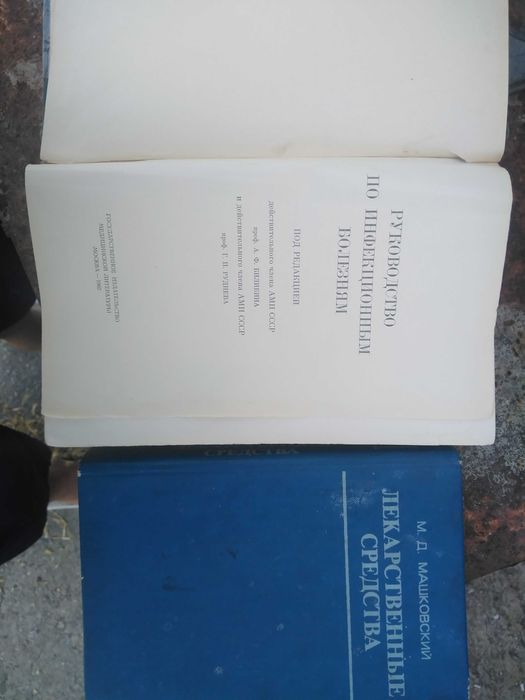 РУКОВОДСТВО
ПО ИНФЕКЦИОННЫМ
БОЛЕЗНЯМ
ПОД РЕДАКЦИЕЙ
действительного члена АМН СССР
проф. А. Ф. БИЛИБИНА
и действительного члена АМН СССР
проф. Г. П. РУДНЕВА
ГОСУДАРСТВЕННОЕ ИЗДАТЕЛЬСТВО
МЕДИЦИНСКОЙ ЛИТЕРАТУРЫ
МОСКВА — 1962
СРЕДСТВА
М. Д. МАШКОВСКИЙ
ЛЕКАРСТВЕННЫЕ
СРЕДСТВА